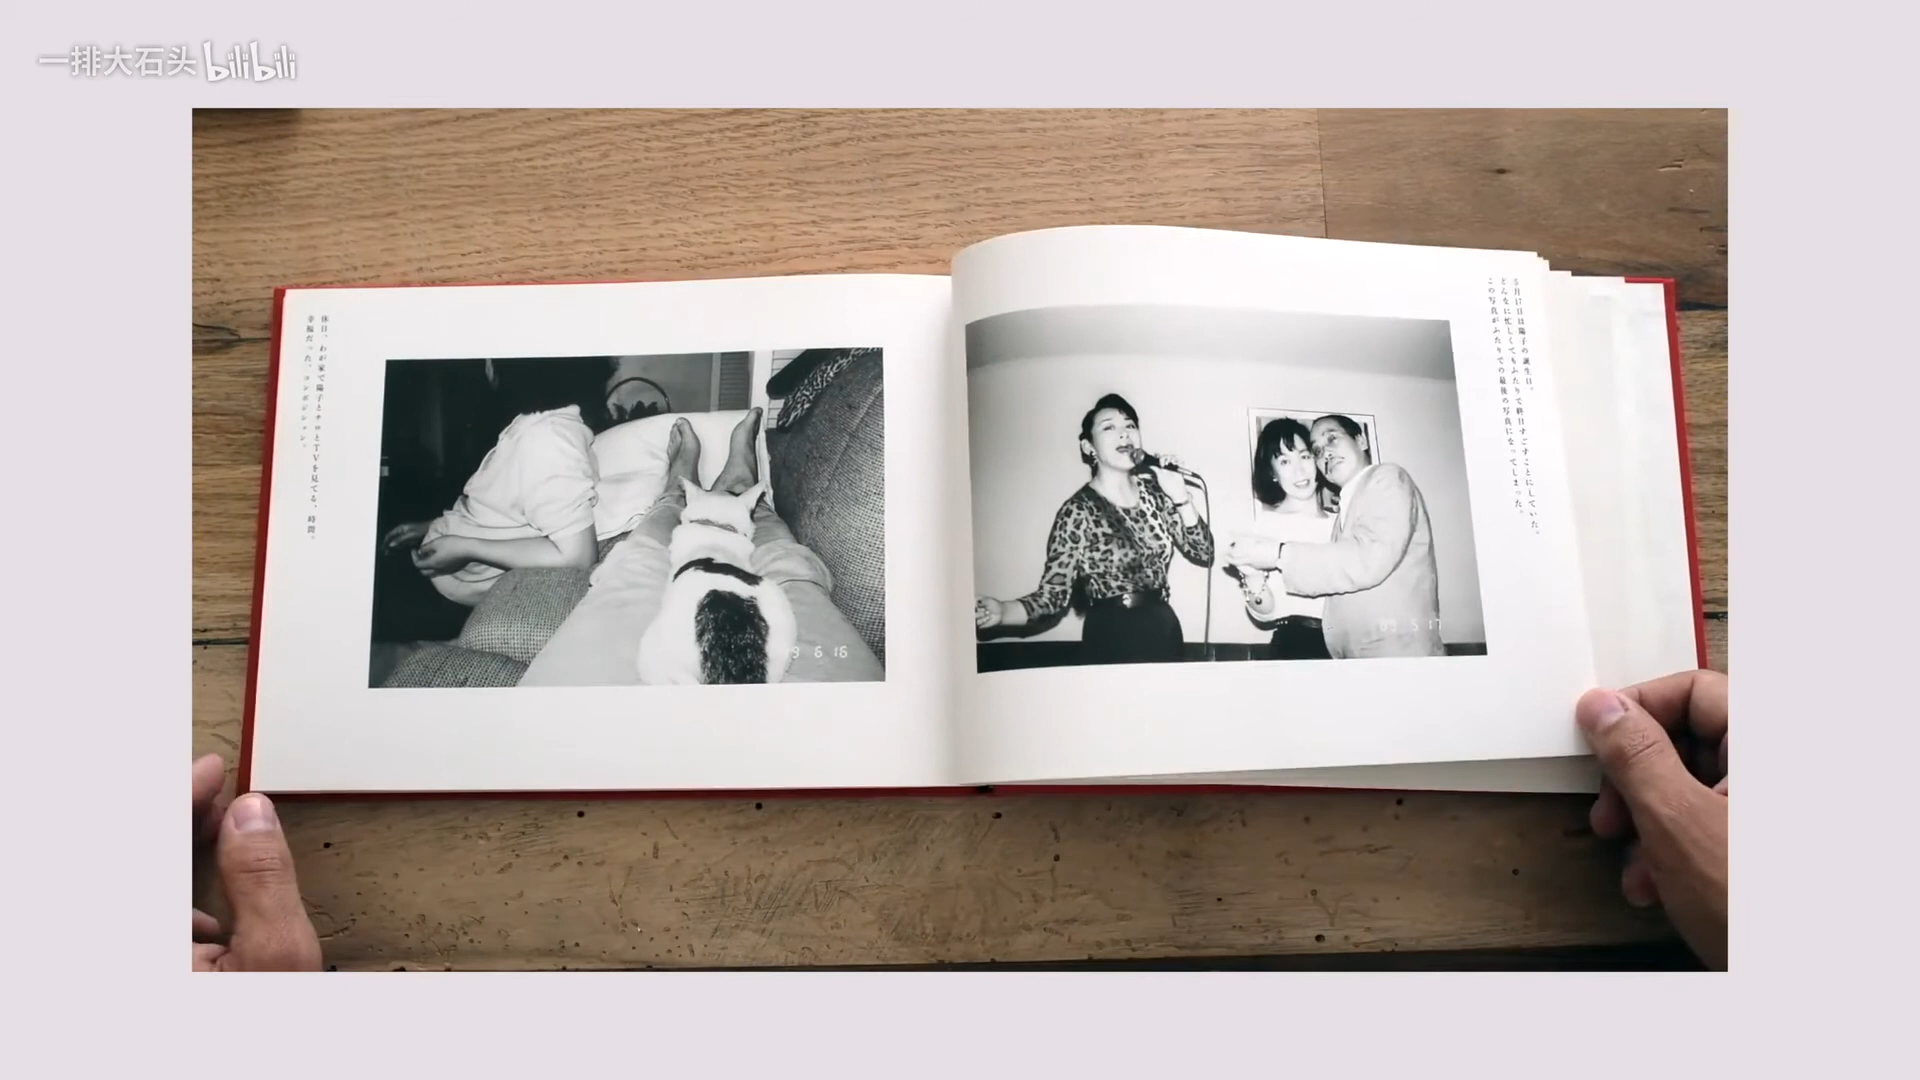 一排大石头 bilibili
休日、わが家で陽子とチロとTVを見てる、時間。
幸福だった、コンポジション。
9 6 16
5月17日は陽子の誕生日。
どんなに忙しくてもふたりで終日すごすことにしていた。
この写真がふたりでの最後の写真になってしまった。
89 5 17